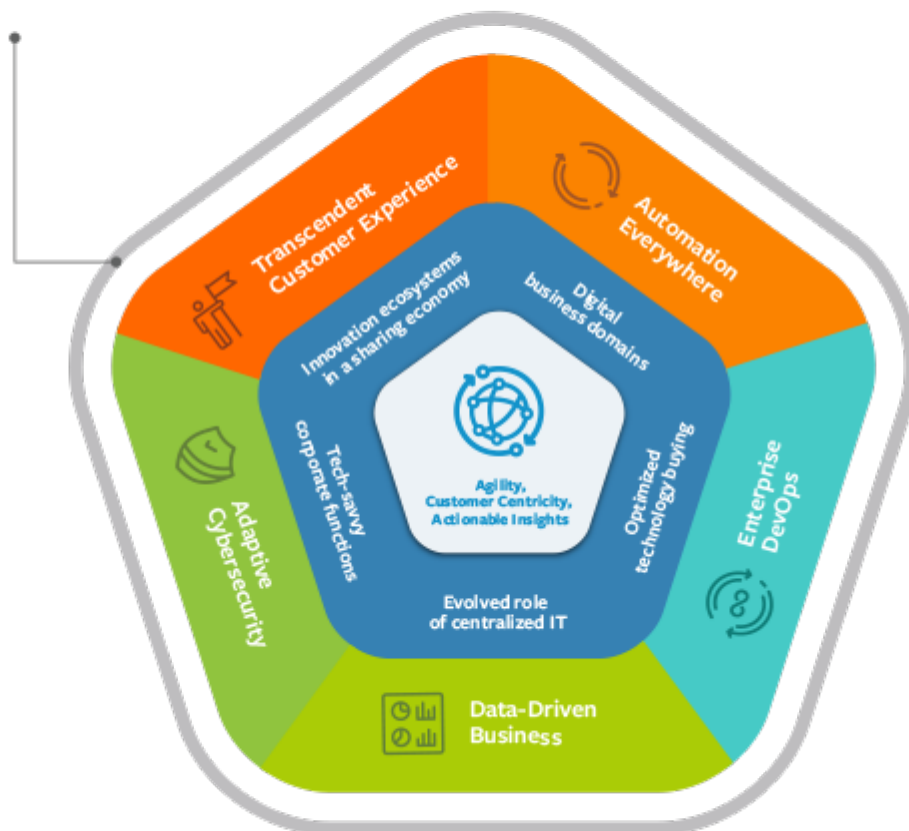 Transcendent
Customer Experience
Automation
Everywhere
Innovation ecosystems
in a sharing economy
Digital
business domains
Tech-savvy
corporate functions
Agility,
Customer Centricity,
Actionable Insights
Optimized
technology buying
Enterprise
DevOps
Adaptive
Cybersecurity
Evolved role
of centralized IT
Data-Driven
Business